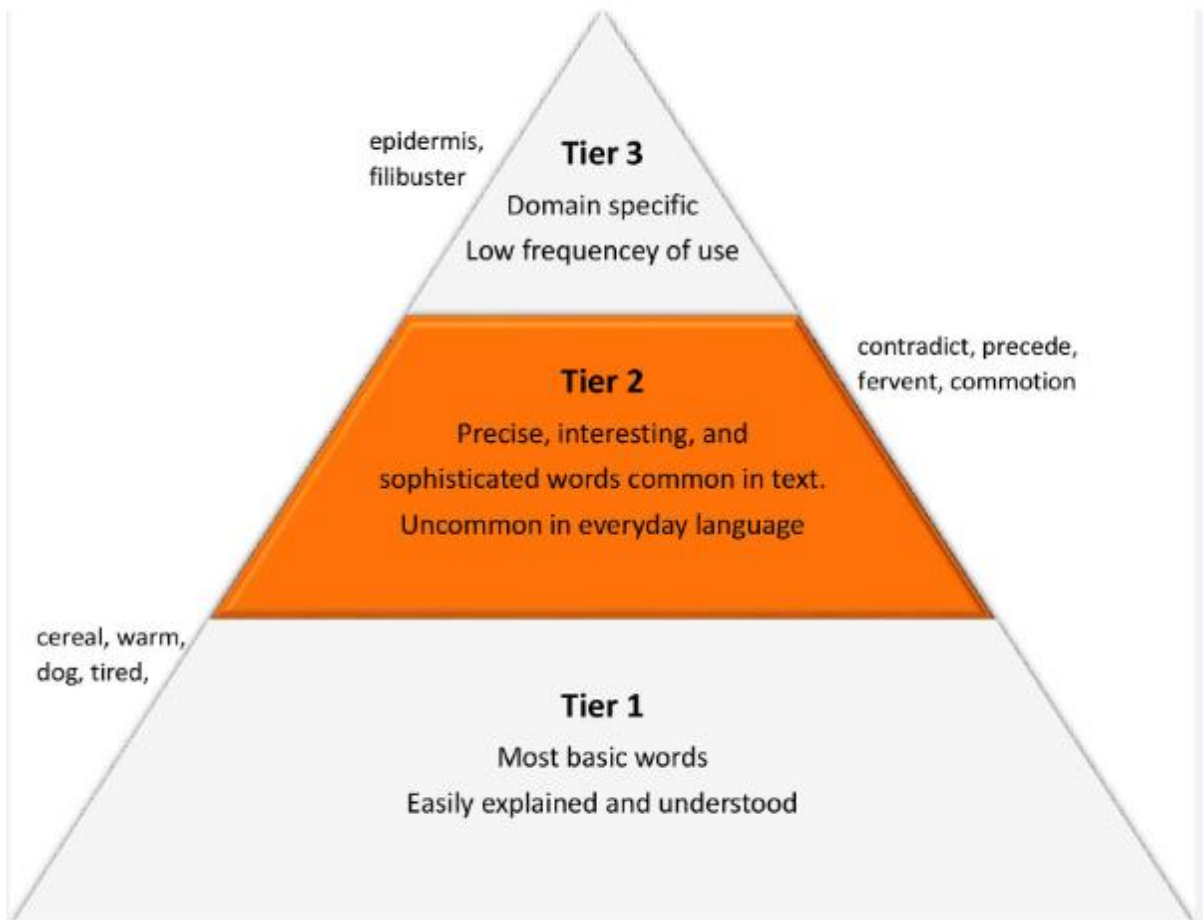 epidermis,
filibuster
Tier 3
Domain specific
Low frequencey of use
contradict, precede,
fervent, commotion
Tier 2
Precise, interesting, and
sophisticated words common in text.
Uncommon in everyday language
cereal, warm,
dog, tired,
Tier 1
Most basic words
Easily explained and understood